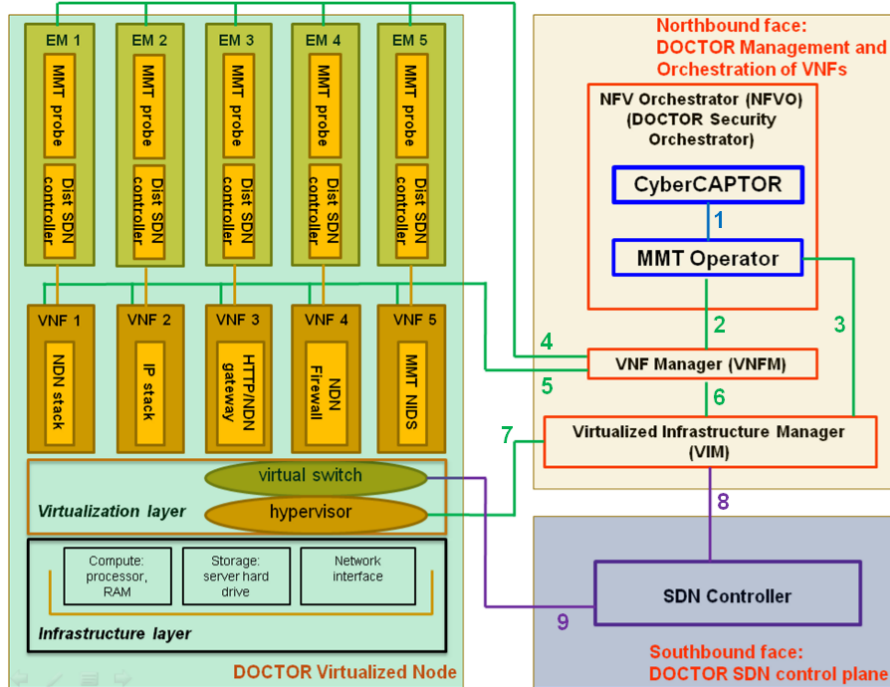 EM 1
EM 2
EM 3
EM 4
EM 5
MMT probe
MMT probe
MMT probe
MMT probe
MMT probe
Dist SDN
controller
Dist SDN
controller
Dist SDN
controller
Dist SDN
controller
Dist SDN
controller
VNF 1
VNF 2
VNF 3
VNF 4
VNF 5
NDN stack
IP stack
HTTP/NDN
gateway
NDN
Firewall
MMT NIDS
virtual switch
hypervisor
Virtualization layer
Compute:
processor,
RAM
Storage:
server hard
drive
Network
interface
Infrastructure layer
DOCTOR Virtualized Node
Northbound face:
DOCTOR Management and
Orchestration of VNFs
NFV Orchestrator (NFVO)
(DOCTOR Security
Orchestrator)
CyberCAPTOR
1
MMT Operator
2
3
4
5
VNF Manager (VNFM)
6
7
Virtualized Infrastructure Manager
(VIM)
8
SDN Controller
9
Southbound face:
DOCTOR SDN control plane